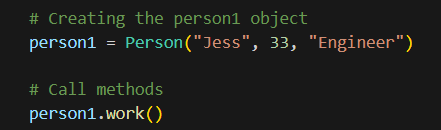 # Creating the person1 object
person1 = Person("Jess", 33, "Engineer")
# Call methods
person1.work()